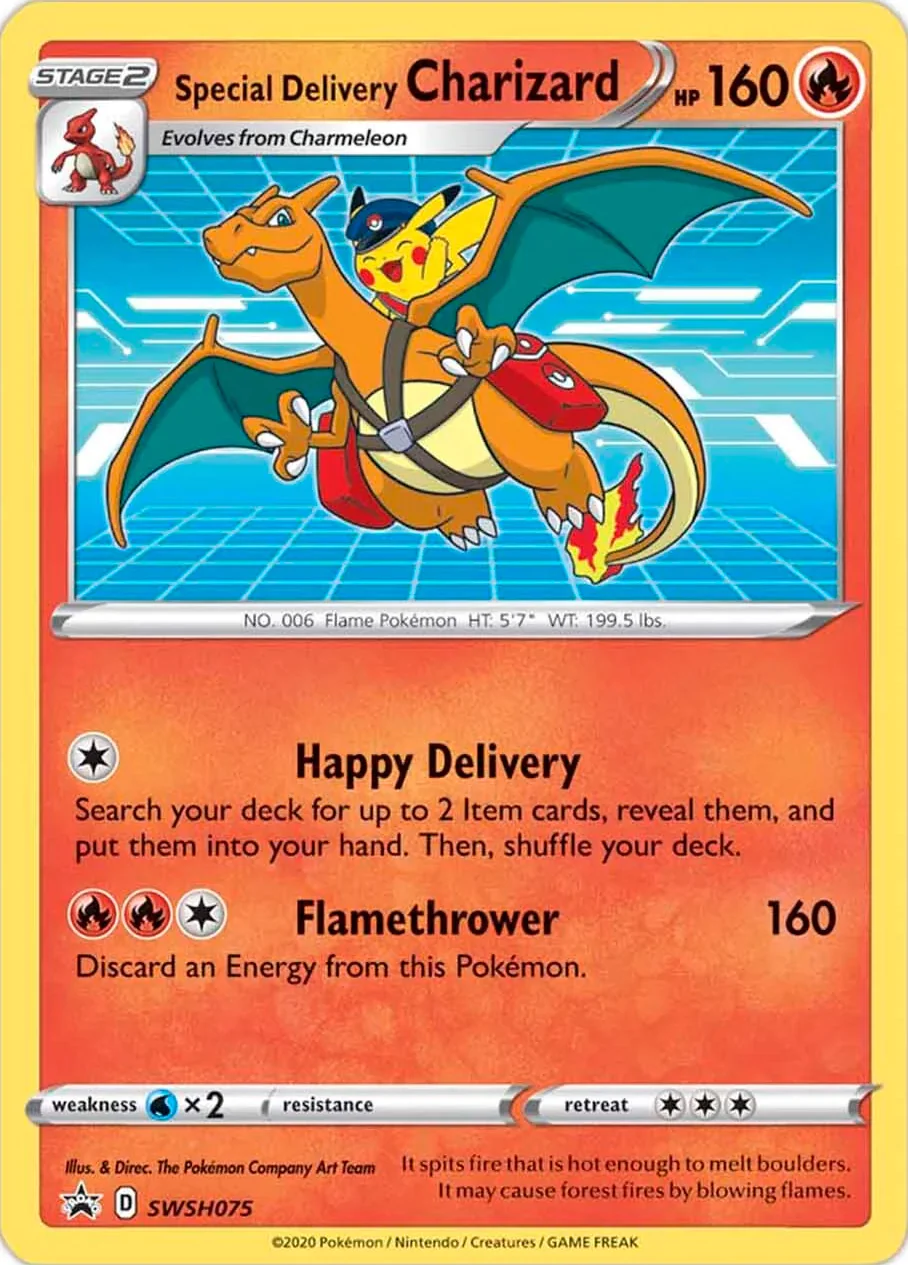 STAGE2
Special Delivery Charizard HP 160
Evolves from Charmeleon
NO. 006 Flame Pokémon HT: 5'7" WT: 199.5 lbs.
Happy Delivery
Search your deck for up to 2 Item cards, reveal them, and
put them into your hand. Then, shuffle your deck.
Flamethrower 160
Discard an Energy from this Pokémon.
weakness ×2 resistance retreat
Illus. & Direc. The Pokémon Company Art Team
It spits fire that is hot enough to melt boulders.
It may cause forest fires by blowing flames.
PROMO D SWSH075
©2020 Pokémon / Nintendo / Creatures / GAME FREAK